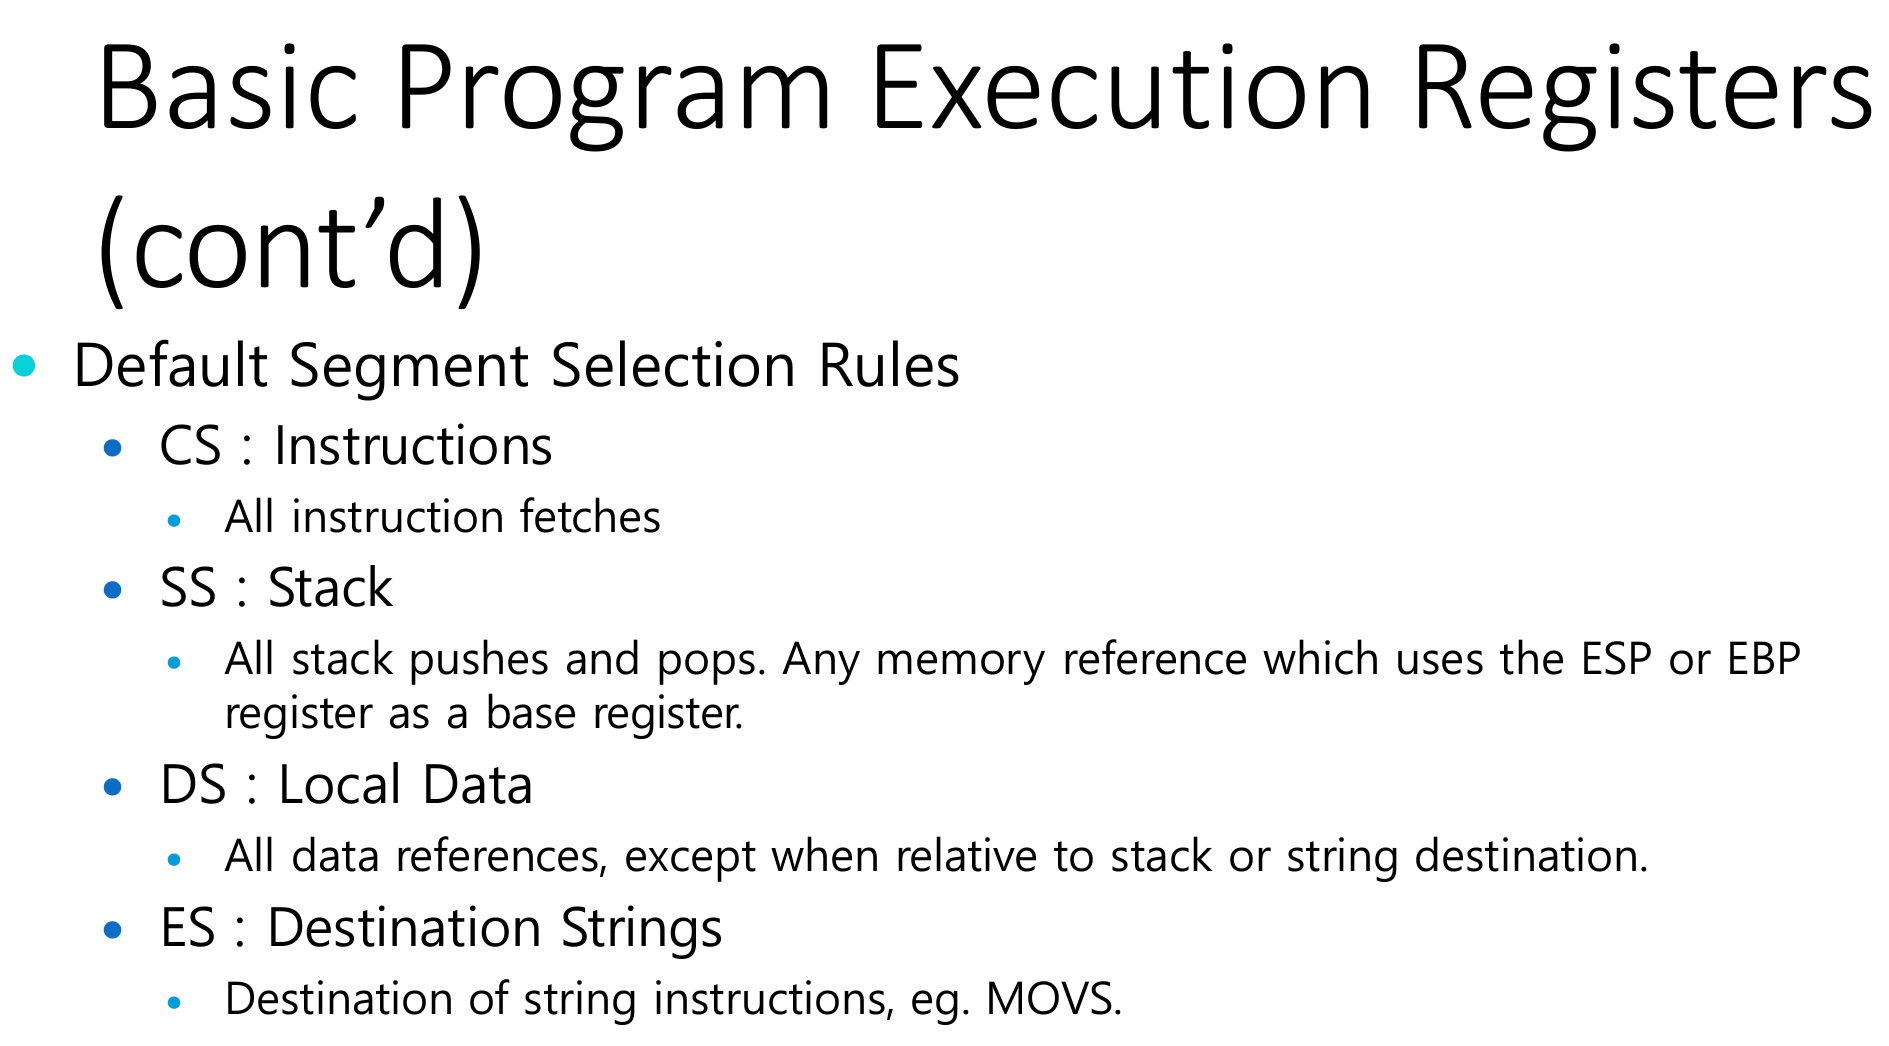 Basic Program Execution Registers
(cont’d)
• Default Segment Selection Rules
• CS : Instructions
• All instruction fetches
• SS : Stack
• All stack pushes and pops. Any memory reference which uses the ESP or EBP
register as a base register.
• DS : Local Data
• All data references, except when relative to stack or string destination.
• ES : Destination Strings
• Destination of string instructions, eg. MOVS.